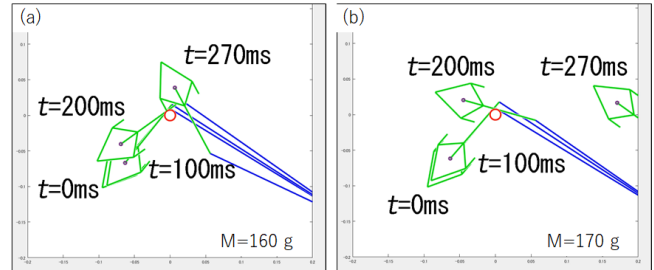 (a)
t=270ms
t=200ms
t=100ms
t=0ms
M=160 g
(b)
t=200ms
t=270ms
t=100ms
t=0ms
M=170 g